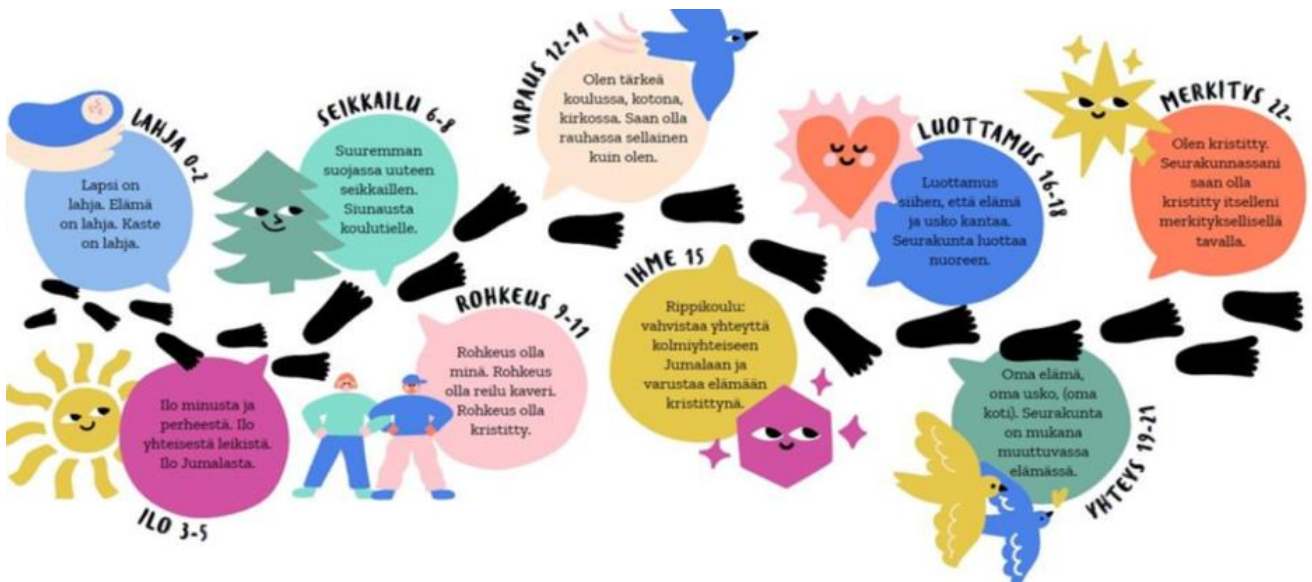 LAHJA 0-2
Lapsi on
lahja. Elämä
on lahja. Kaste
on lahja.
ILO 3-5
Ilo minusta ja
perheestä. Ilo
yhteisestä leikistä.
Ilo Jumalasta.
SEIKKAILU 6-8
Suuremman
suojassa uuteen
seikkaillen.
Siunausta
koulutielle.
ROHKEUS 9-11
Rohkeus olla
minä. Rohkeus
olla reilu kaveri.
Rohkeus olla
kristitty.
VAPAUS 12-14
Olen tärkeä
koulussa, kotona,
kirkossa. Saan olla
rauhassa sellainen
kuin olen.
IHME 15
Rippikoulu:
vahvistaa yhteyttä
kolmiyhteiseen
Jumalaan ja
varustaa elämään
kristittynä.
LUOTTAMUS 16-18
Luottamus
siihen, että elämä
ja usko kantaa.
Seurakunta luottaa
nuoreen.
YHTEYS 19-21
Oma elämä,
oma usko, (oma
koti). Seurakunta
on mukana
muuttuvassa
elämässä.
MERKITYS 22-
Olen kristitty.
Seurakunnassani
saan olla
kristitty itselleni
merkityksellisellä
tavalla.